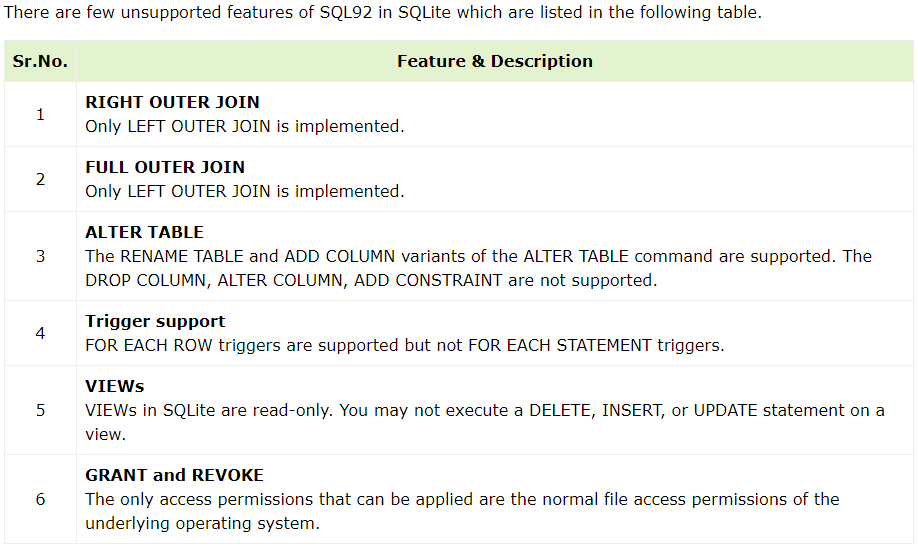 There are few unsupported features of SQL92 in SQLite which are listed in the following table.
Sr.No.
Feature & Description
1
RIGHT OUTER JOIN
Only LEFT OUTER JOIN is implemented.
2
FULL OUTER JOIN
Only LEFT OUTER JOIN is implemented.
3
ALTER TABLE
The RENAME TABLE and ADD COLUMN variants of the ALTER TABLE command are supported. The
DROP COLUMN, ALTER COLUMN, ADD CONSTRAINT are not supported.
4
Trigger support
FOR EACH ROW triggers are supported but not FOR EACH STATEMENT triggers.
5
VIEWs
VIEWs in SQLite are read-only. You may not execute a DELETE, INSERT, or UPDATE statement on a
view.
6
GRANT and REVOKE
The only access permissions that can be applied are the normal file access permissions of the
underlying operating system.